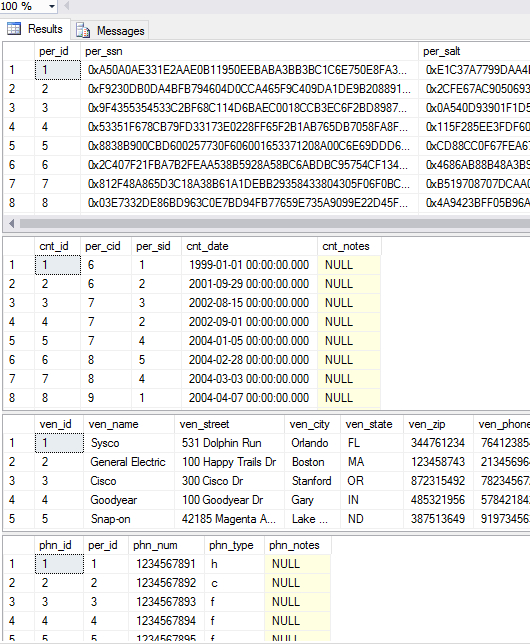 100 %
Results Messages
per_id per_ssn per_salt
1 1 0xA50A0AE331E2AAE0B11950EEBABA3BB3BC1C6E750E8FA3... 0xE1C37A7799DAA4
2 2 0xF9230DB0DA4BFB794604D0CCA465F9C409DA1DE9B208891... 0x2CFE67AC905069
3 3 0x9F4355354533C2BF68C114D6BAEC0018CCB3EC6F2BD8987... 0x0A540D93901F1D5
4 4 0x53351F678CB79FD33173E0228FF65F2B1AB765DB7058FA8F... 0x115F285EE3FDF60
5 5 0x8838B900CBD600257730F606001653371208A00C6E69DDD6... 0xCD88CC0F67FEA67
6 6 0x2C407F21FBA7B2FEAA538B5928A58BC6ABDBC95754CF134... 0x4686AB88B48A3B9
7 7 0x812F48A865D3C18A38B61A1DEBB29358433804305F06F0BC... 0xB519708707DCAA0
8 8 0x03E7332DE86BD963C0E7BD94FB77659E735A9099E22D45F... 0x4A9423BFF05B96A
cnt_id per_cid per_sid cnt_date cnt_notes
1 1 6 1 1999-01-01 00:00:00.000 NULL
2 2 6 2 2001-09-29 00:00:00.000 NULL
3 3 7 3 2002-08-15 00:00:00.000 NULL
4 4 7 2 2002-09-01 00:00:00.000 NULL
5 5 7 4 2004-01-05 00:00:00.000 NULL
6 6 8 5 2004-02-28 00:00:00.000 NULL
7 7 8 4 2004-03-03 00:00:00.000 NULL
8 8 9 1 2004-04-07 00:00:00.000 NULL
ven_id ven_name ven_street ven_city ven_state ven_zip ven_phone
1 1 Sysco 531 Dolphin Run Orlando FL 344761234 76412385
2 2 General Electric 100 Happy Trails Dr Boston MA 123458743 21345696
3 3 Cisco 300 Cisco Dr Stanford OR 872315492 78234567
4 4 Goodyear 100 Goodyear Dr Gary IN 485321956 57842184
5 5 Snap-on 42185 Magenta A... Lake ... ND 387513649 91973456
phn_id per_id phn_num phn_type phn_notes
1 1 1 1234567891 h NULL
2 2 2 1234567892 c NULL
3 3 3 1234567893 f NULL
4 4 4 1234567894 f NULL
5 5 5 1234567895 f NULL